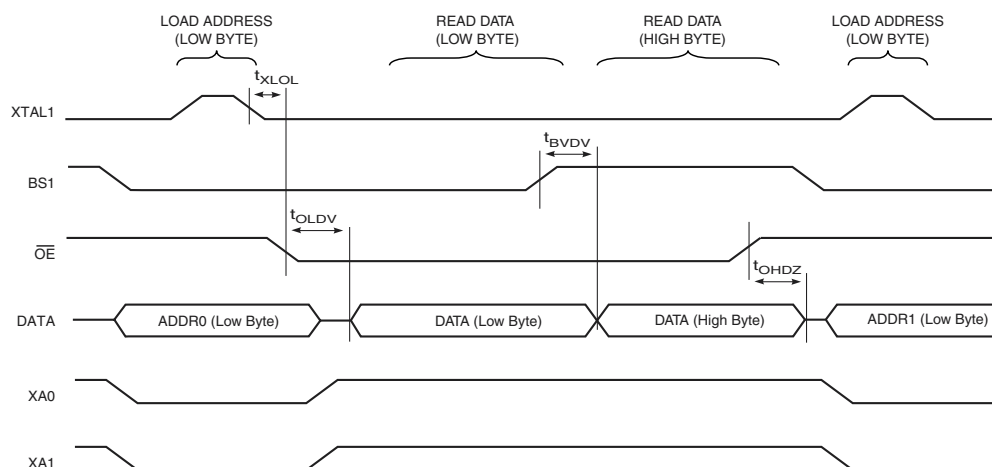 LOAD ADDRESS
(LOW BYTE)
READ DATA
(LOW BYTE)
READ DATA
(HIGH BYTE)
LOAD ADDRESS
(LOW BYTE)
tXLOL
XTAL1
tBVDV
BS1
tOLDV
OE
tOHDZ
DATA
ADDR0 (Low Byte)
DATA (Low Byte)
DATA (High Byte)
ADDR1 (Low Byte)
XA0
XA1